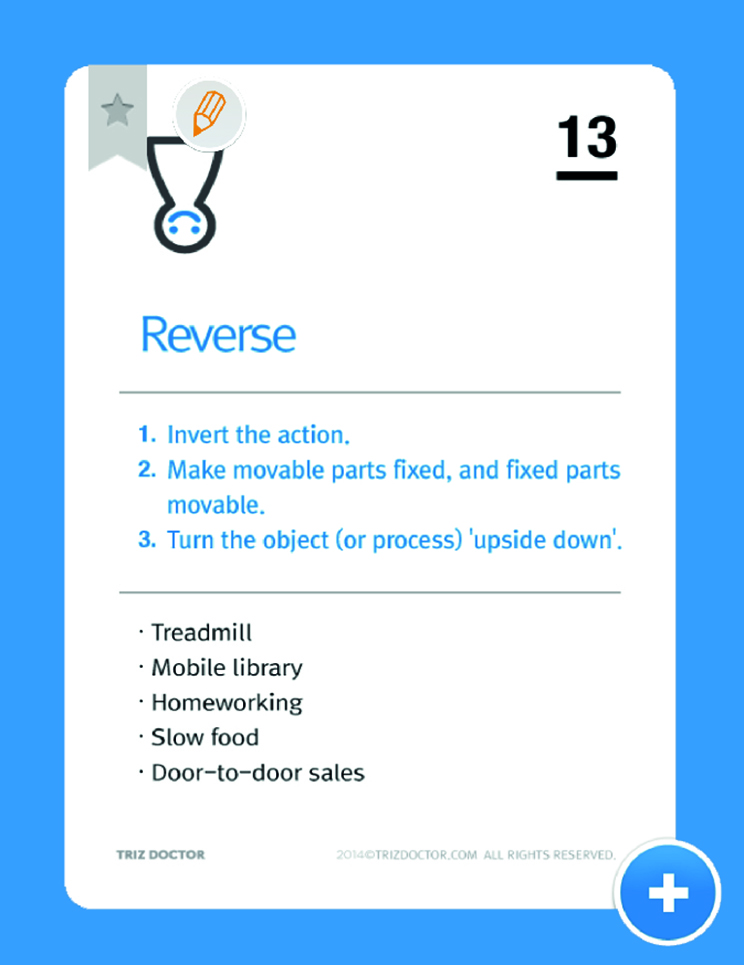 13
Reverse
1. Invert the action.
2. Make movable parts fixed, and fixed parts
movable.
3. Turn the object (or process) 'upside down'.
· Treadmill
· Mobile library
· Homeworking
· Slow food
· Door-to-door sales
TRIZ DOCTOR 2014©TRIZDOCTOR.COM ALL RIGHTS RESERVED.